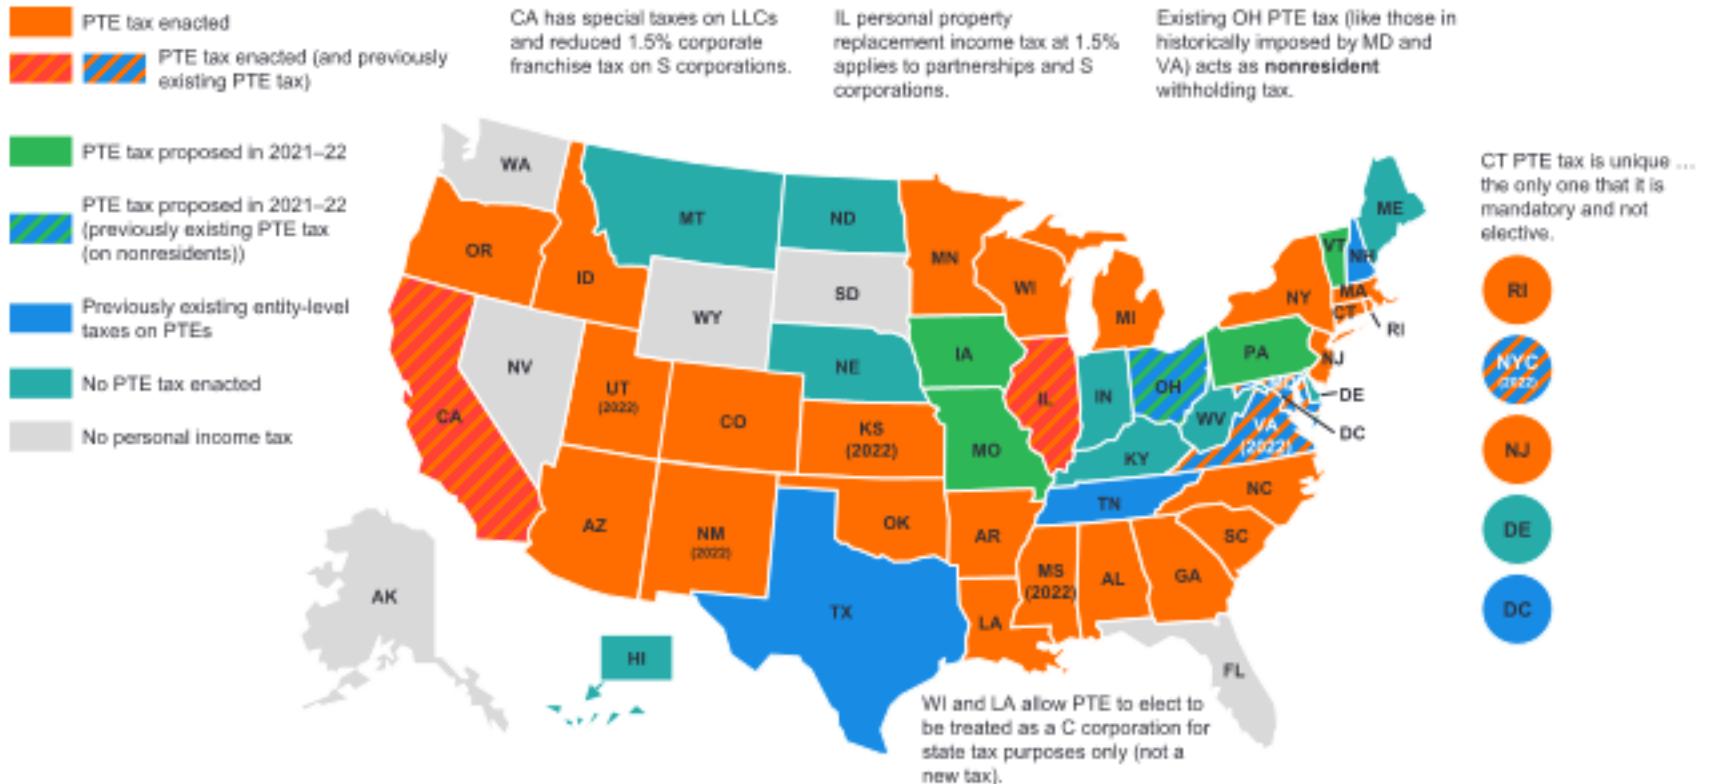 PTE tax enacted
PTE tax enacted (and previously
existing PTE tax)
PTE tax proposed in 2021–22
PTE tax proposed in 2021–22
(previously existing PTE tax
(on nonresidents))
Previously existing entity-level
taxes on PTEs
No PTE tax enacted
No personal income tax
CA has special taxes on LLCs
and reduced 1.5% corporate
franchise tax on S corporations.
IL personal property
replacement income tax at 1.5%
applies to partnerships and S
corporations.
Existing OH PTE tax (like those in
historically imposed by MD and
VA) acts as nonresident
withholding tax.
CT PTE tax is unique …
the only one that it is
mandatory and not
elective.
WA
MT
ND
ME
OR
ID
MN
VT
NH
WI
SD
WY
NY
MA
CT
RI
MI
IA
PA
NJ
NV
NE
UT
(2022)
CO
CA
IL
IN
OH
DE
WV
DC
KS
(2022)
MO
KY
VA
(2022)
AZ
NM
(2022)
OK
AR
TN
NC
SC
MS
(2022)
AL
GA
AK
TX
LA
HI
FL
RI
NYC
(2022)
NJ
DE
DC
WI and LA allow PTE to elect to
be treated as a C corporation for
state tax purposes only (not a
new tax).